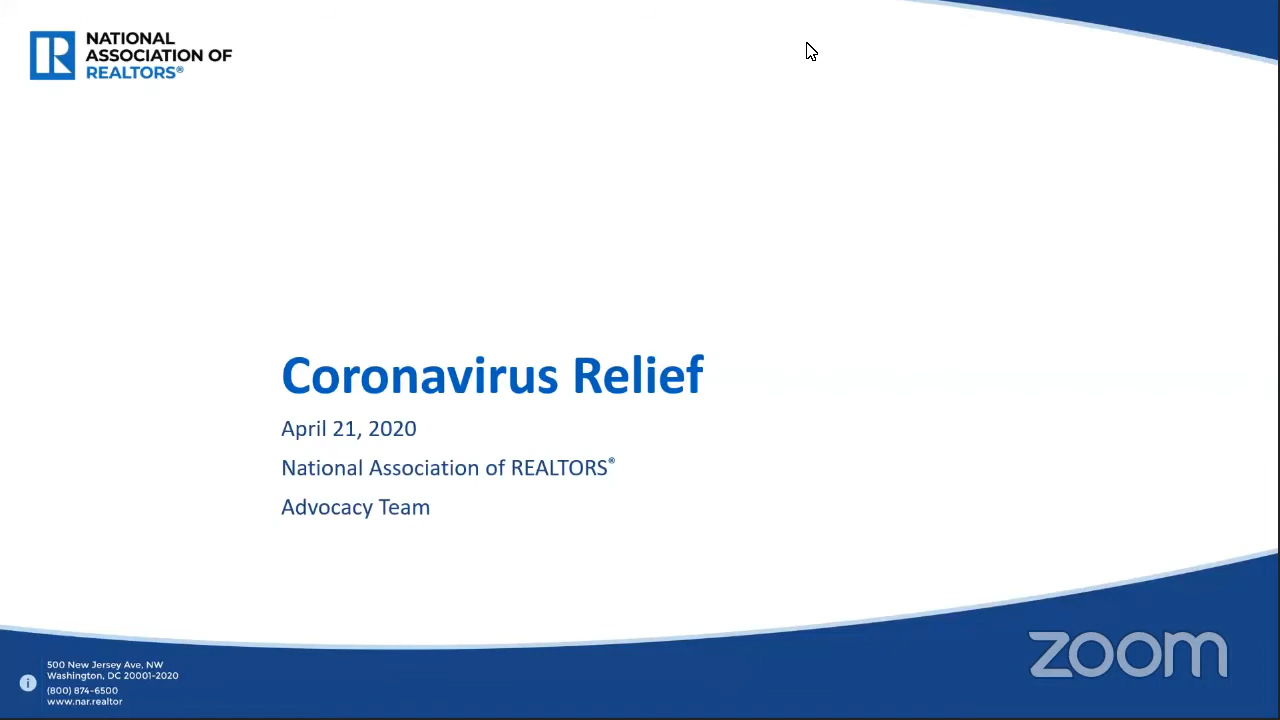 NATIONAL
ASSOCIATION OF
REALTORS®
Coronavirus Relief
April 21, 2020
National Association of REALTORS®
Advocacy Team
500 New Jersey Ave, NW
Washington, DC 20001-2020
(800) 874-6500
www.nar.realtor
zoom